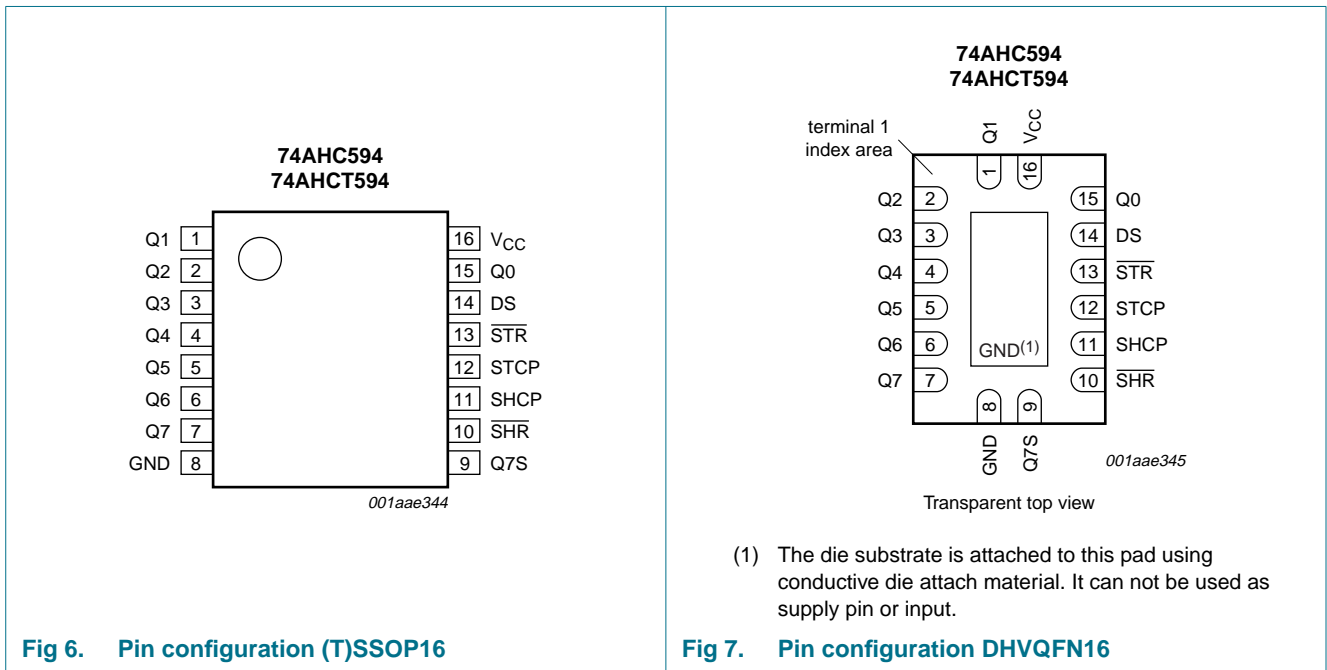 74AHC594
74AHCT594
Q1 1
Q2 2
Q3 3
Q4 4
Q5 5
Q6 6
Q7 7
GND 8
16 VCC
15 Q0
14 DS
13 STR
12 STCP
11 SHCP
10 SHR
9 Q7S
001aae344
Fig 6. Pin configuration (T)SSOP16
74AHC594
74AHCT594
terminal 1
index area
Q1
VCC
1
16
Q2 2
Q3 3
Q4 4
Q5 5
Q6 6
Q7 7
15 Q0
14 DS
13 STR
12 STCP
11 SHCP
10 SHR
GND(1)
8
9
GND
Q7S
001aae345
Transparent top view
(1) The die substrate is attached to this pad using
conductive die attach material. It can not be used as
supply pin or input.
Fig 7. Pin configuration DHVQFN16